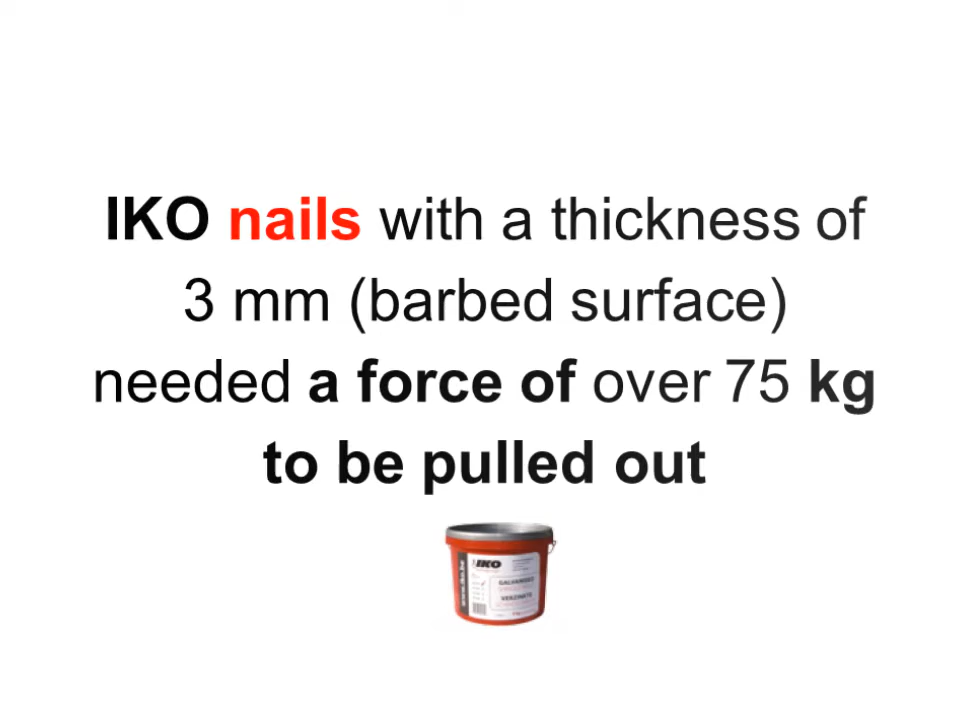 IKO nails with a thickness of
3 mm (barbed surface)
needed a force of over 75 kg
to be pulled out
IKO